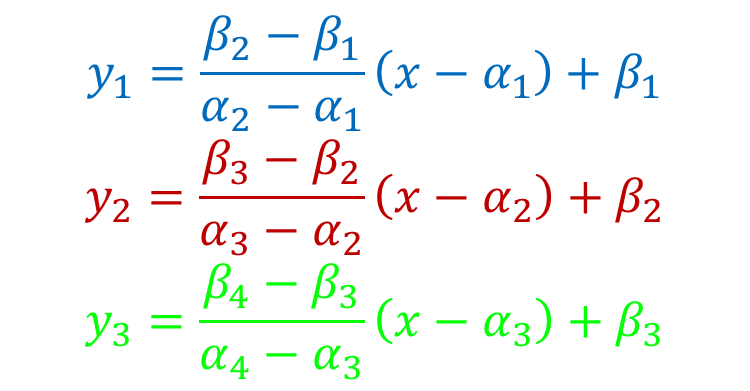 y₁ = (β₂ − β₁)/(α₂ − α₁) (x − α₁) + β₁
y₂ = (β₃ − β₂)/(α₃ − α₂) (x − α₂) + β₂
y₃ = (β₄ − β₃)/(α₄ − α₃) (x − α₃) + β₃